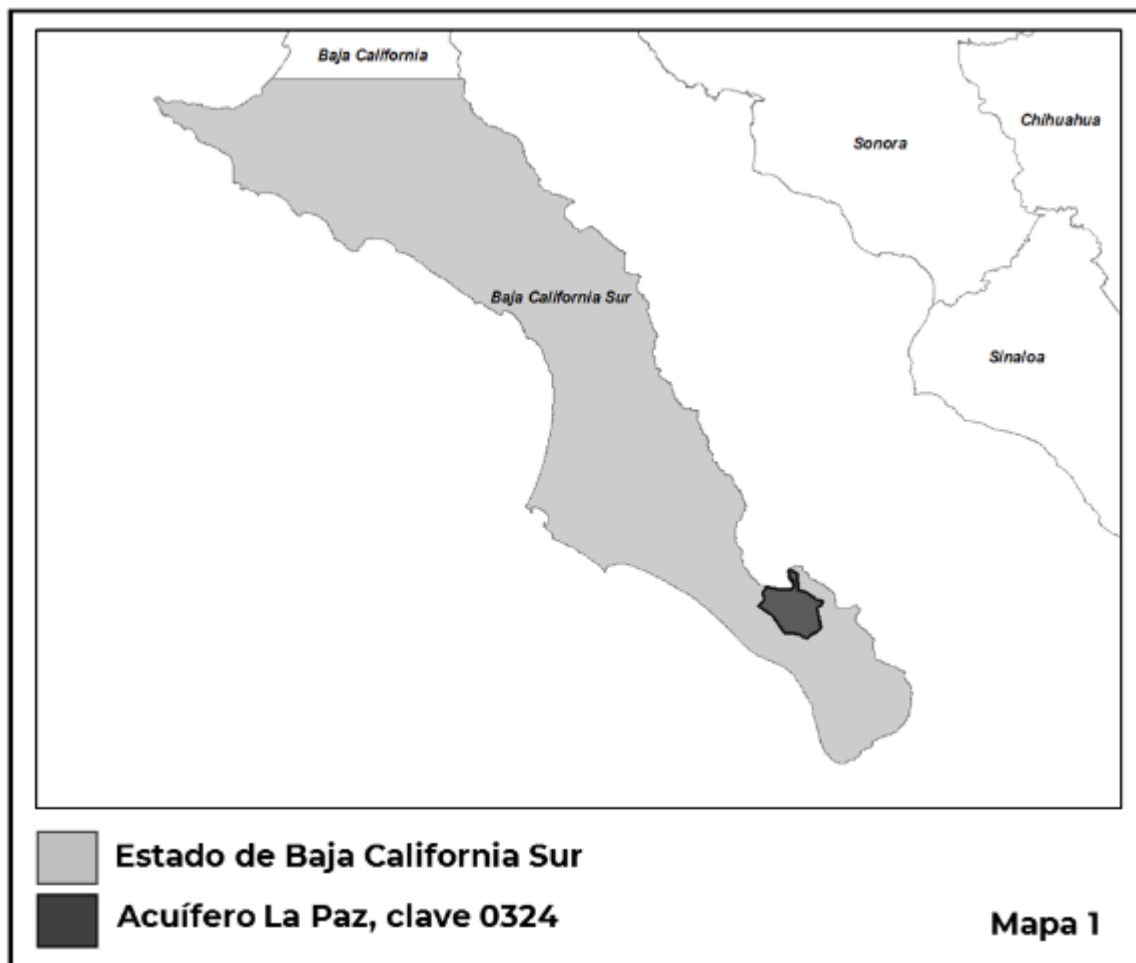 Baja California
Chihuahua
Sonora
Baja California Sur
Sinaloa
Estado de Baja California Sur
Acuífero La Paz, clave 0324
Mapa 1